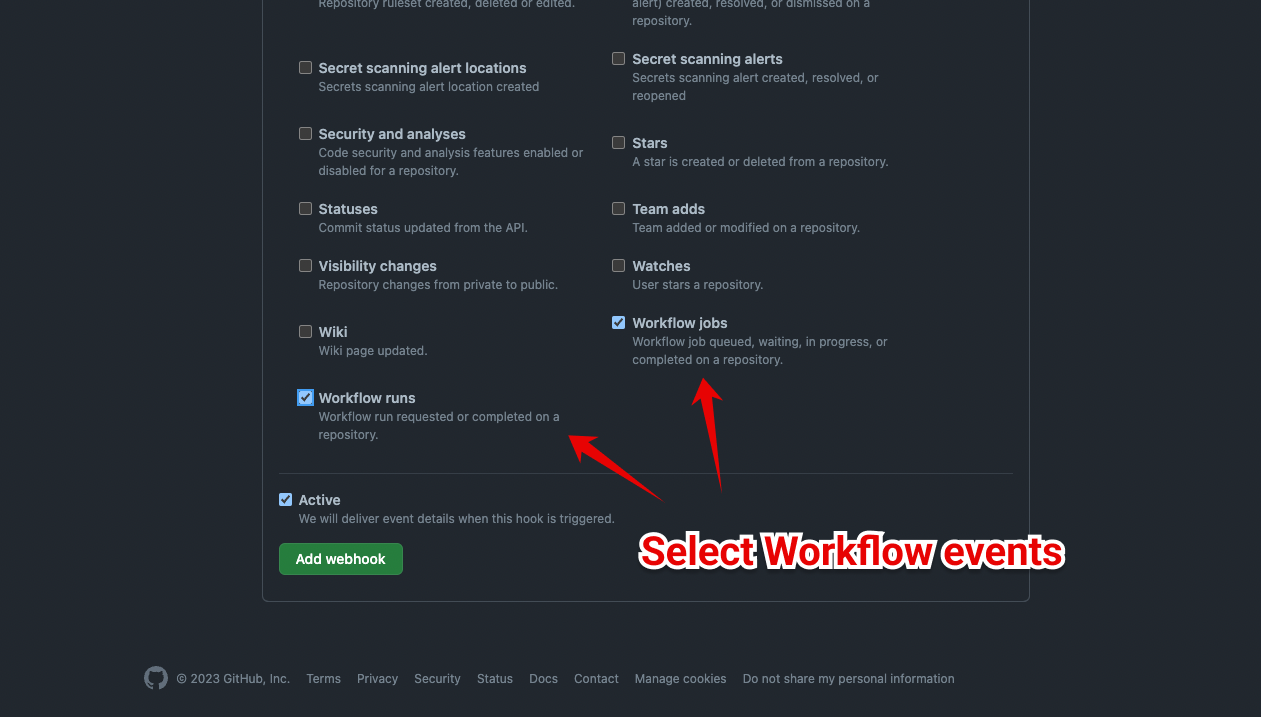 Repository ruleset created, deleted or edited.
alert) created, resolved, or dismissed on a
repository.
Secret scanning alert locations
Secrets scanning alert location created
Secret scanning alerts
Secrets scanning alert created, resolved, or
reopened
Security and analyses
Code security and analysis features enabled or
disabled for a repository.
Stars
A star is created or deleted from a repository.
Statuses
Commit status updated from the API.
Team adds
Team added or modified on a repository.
Visibility changes
Repository changes from private to public.
Watches
User stars a repository.
Wiki
Wiki page updated.
Workflow jobs
Workflow job queued, waiting, in progress, or
completed on a repository.
Workflow runs
Workflow run requested or completed on a
repository.
Active
We will deliver event details when this hook is triggered.
Add webhook
Select Workflow events
© 2023 GitHub, Inc. Terms Privacy Security Status Docs Contact Manage cookies Do not share my personal information